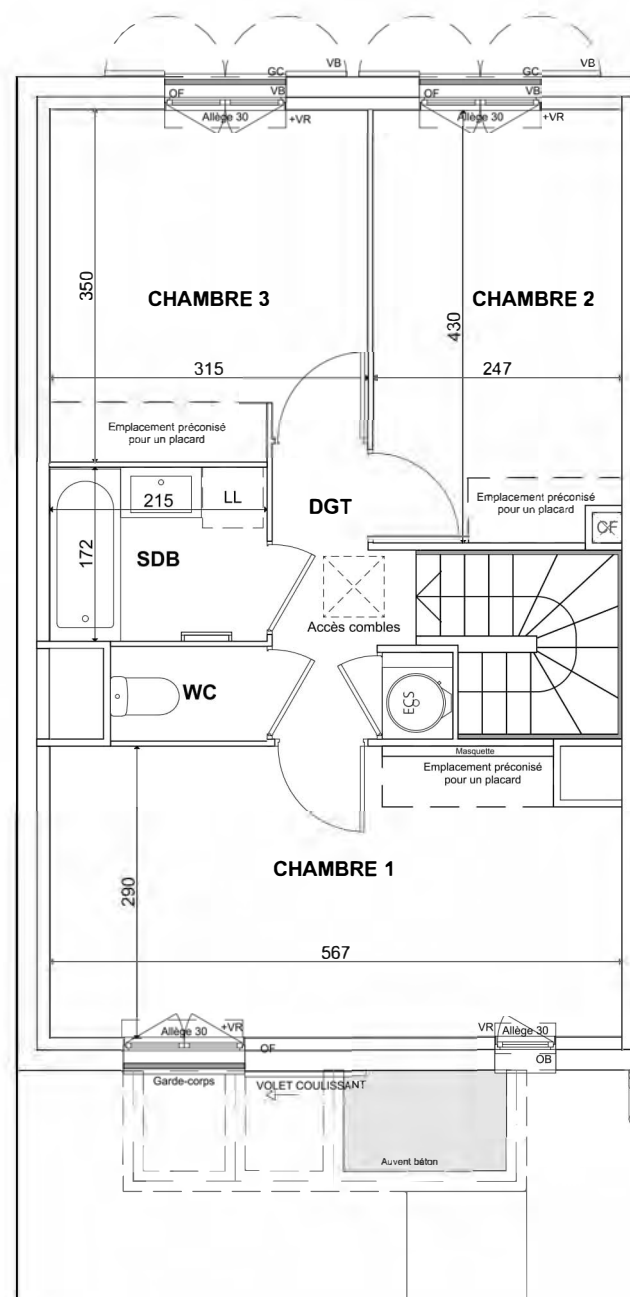 VB
VB
GC
OF
VB
Allège 30
+VR
OF
VB
Allège 30
+VR
350
CHAMBRE 3
CHAMBRE 2
430
315
247
Emplacement préconisé
pour un placard
215
LL
DGT
Emplacement préconisé
pour un placard
172
SDB
Accès combles
WC
ECS
Masquette
Emplacement préconisé
pour un placard
CHAMBRE 1
290
567
Allège 30
+VR
OF
VR
Allège 30
OB
Garde-corps
VOLET COULISSANT
Auvent béton